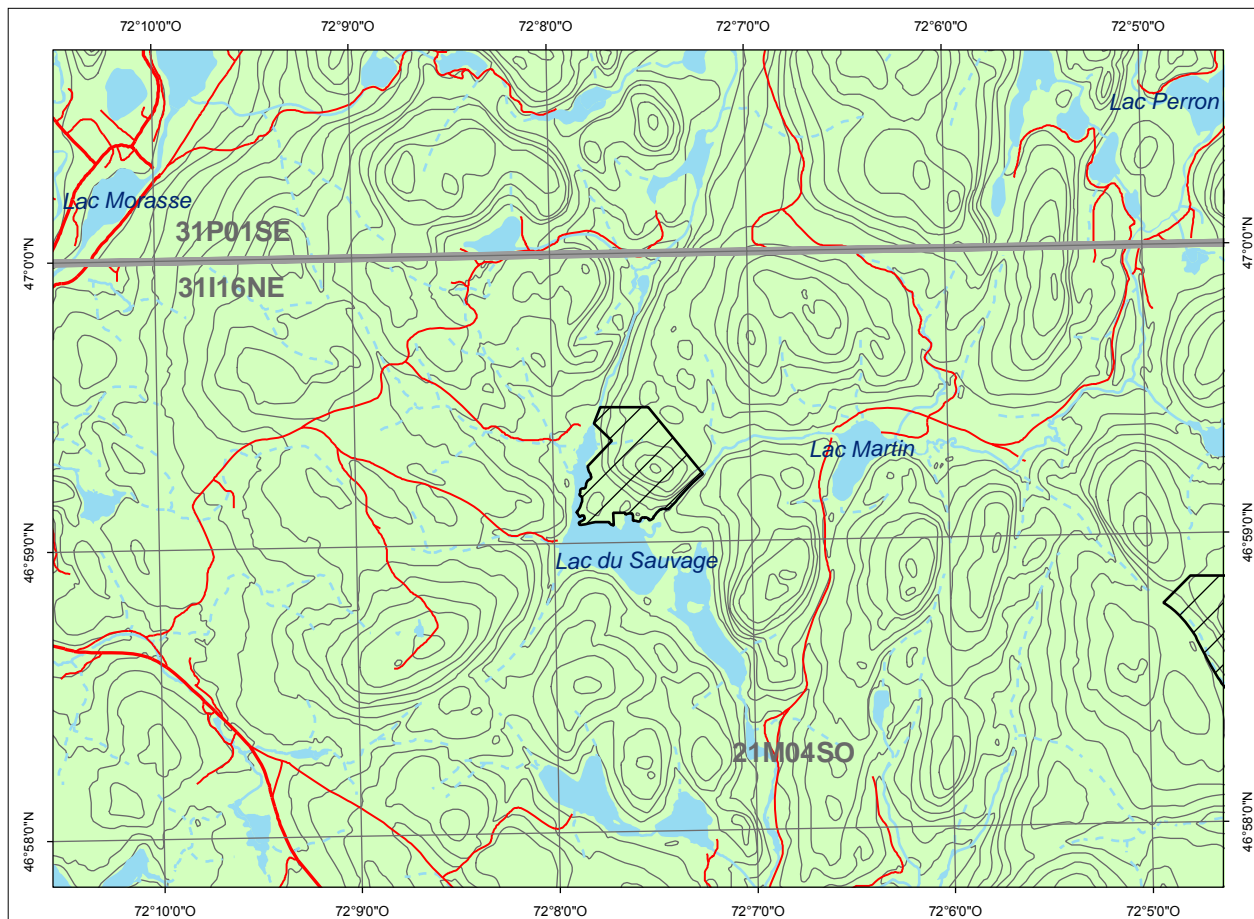 72°10'0"O 72°9'0"O 72°8'0"O 72°7'0"O 72°6'0"O 72°5'0"O
Lac Perron
Lac Morasse
31P01SE
47°0'0"N 47°0'0"N
31I16NE
Lac Martin
46°59'0"N 46°59'0"N
Lac du Sauvage
21M04SO
46°58'0"N 46°58'0"N
72°10'0"O 72°9'0"O 72°8'0"O 72°7'0"O 72°6'0"O 72°5'0"O